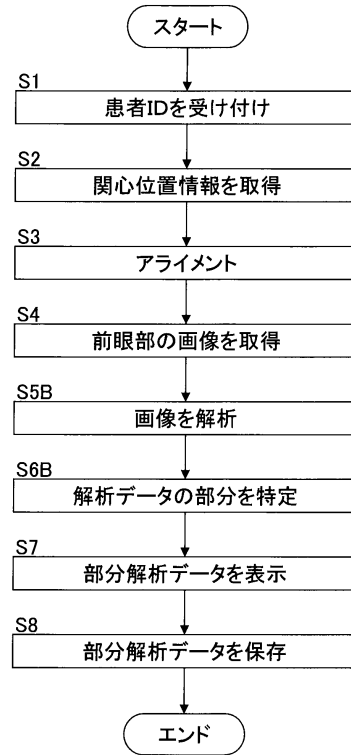 スタート
S1
患者IDを受け付け
S2
関心位置情報を取得
S3
アライメント
S4
前眼部の画像を取得
S5B
画像を解析
S6B
解析データの部分を特定
S7
部分解析データを表示
S8
部分解析データを保存
エンド